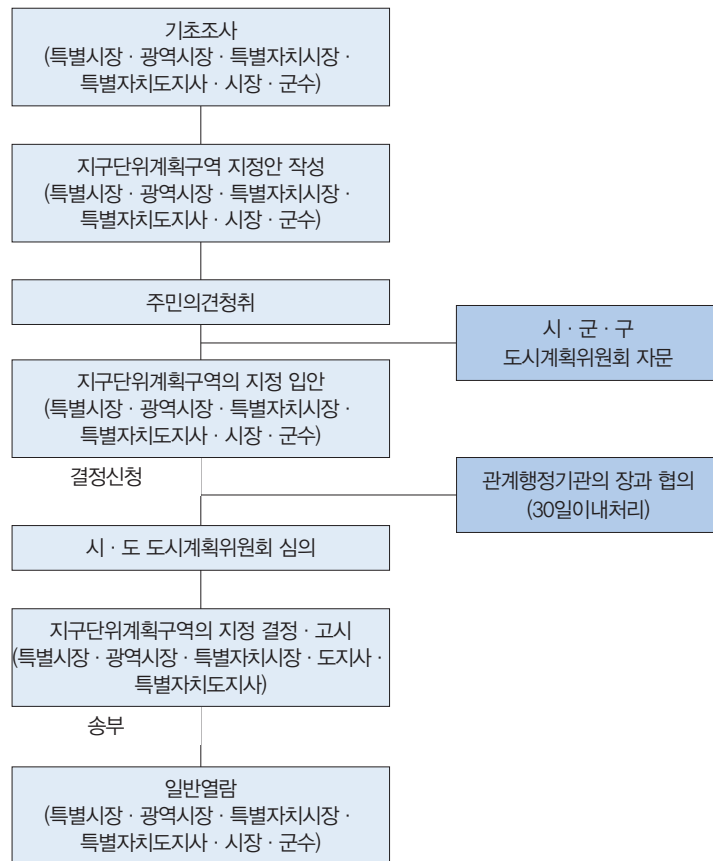 기초조사
(특별시장 · 광역시장 · 특별자치시장 ·
특별자치도지사 · 시장 · 군수)
지구단위계획구역 지정안 작성
(특별시장 · 광역시장 · 특별자치시장 ·
특별자치도지사 · 시장 · 군수)
주민의견청취
시 · 군 · 구
도시계획위원회 자문
지구단위계획구역의 지정 입안
(특별시장 · 광역시장 · 특별자치시장 ·
특별자치도지사 · 시장 · 군수)
결정신청
관계행정기관의 장과 협의
(30일이내처리)
시 · 도 도시계획위원회 심의
지구단위계획구역의 지정 결정 · 고시
(특별시장 · 광역시장 · 특별자치시장 · 도지사 ·
특별자치도지사)
송부
일반열람
(특별시장 · 광역시장 · 특별자치시장 ·
특별자치도지사 · 시장 · 군수)